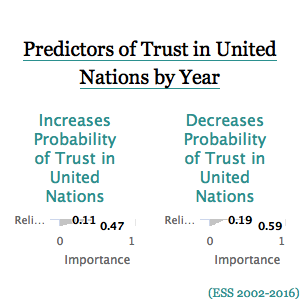 Predictors of Trust in United
Nations by Year
Increases
Probability
of Trust in
United
Nations
Reli...
0.11
0.47
0
1
Importance
Decreases
Probability
of Trust in
United
Nations
Reli...
0.19
0.59
0
1
Importance
(ESS 2002-2016)